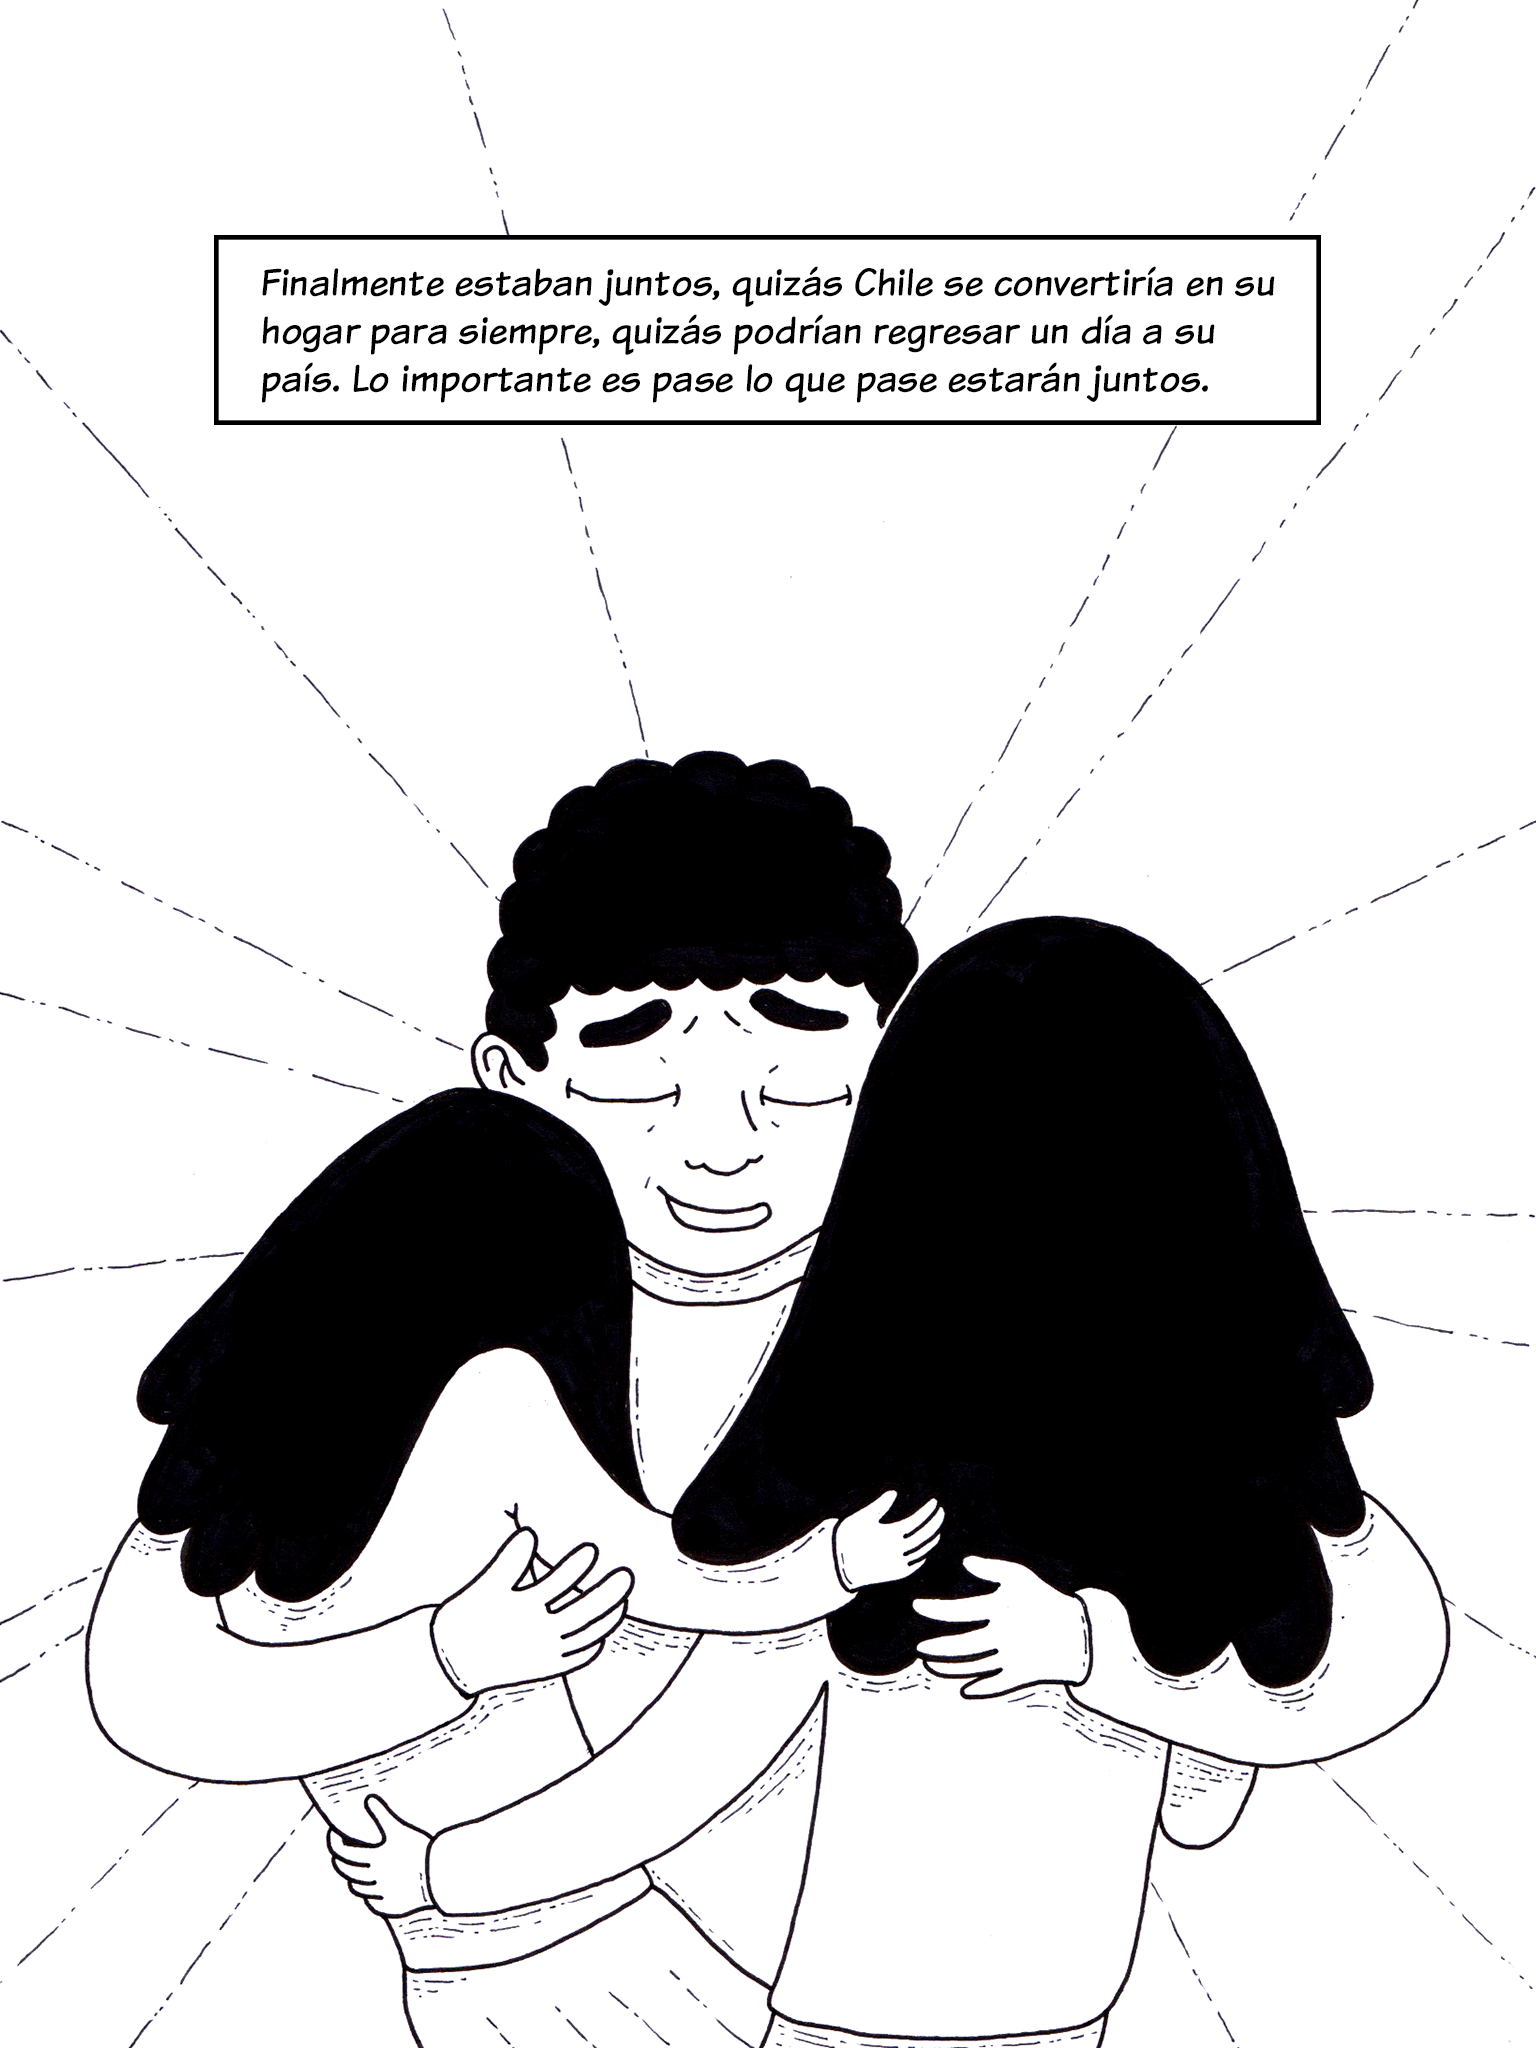 Finalmente estaban juntos, quizás Chile se convertiría en su
hogar para siempre, quizás podrían regresar un día a su
país. Lo importante es pase lo que pase estarán juntos.